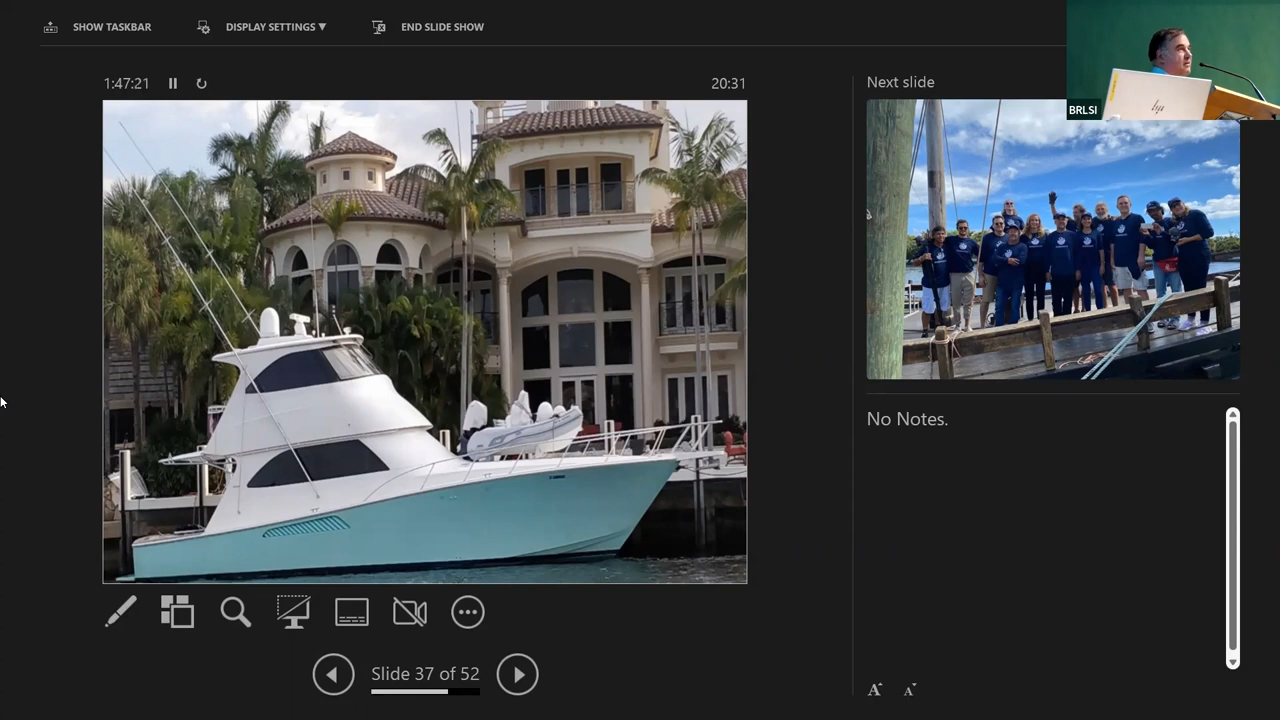 SHOW TASKBAR
DISPLAY SETTINGS ▼
END SLIDE SHOW
1:47:21
20:31
Next slide
BRLSI
hp
No Notes.
Slide 37 of 52
A
A